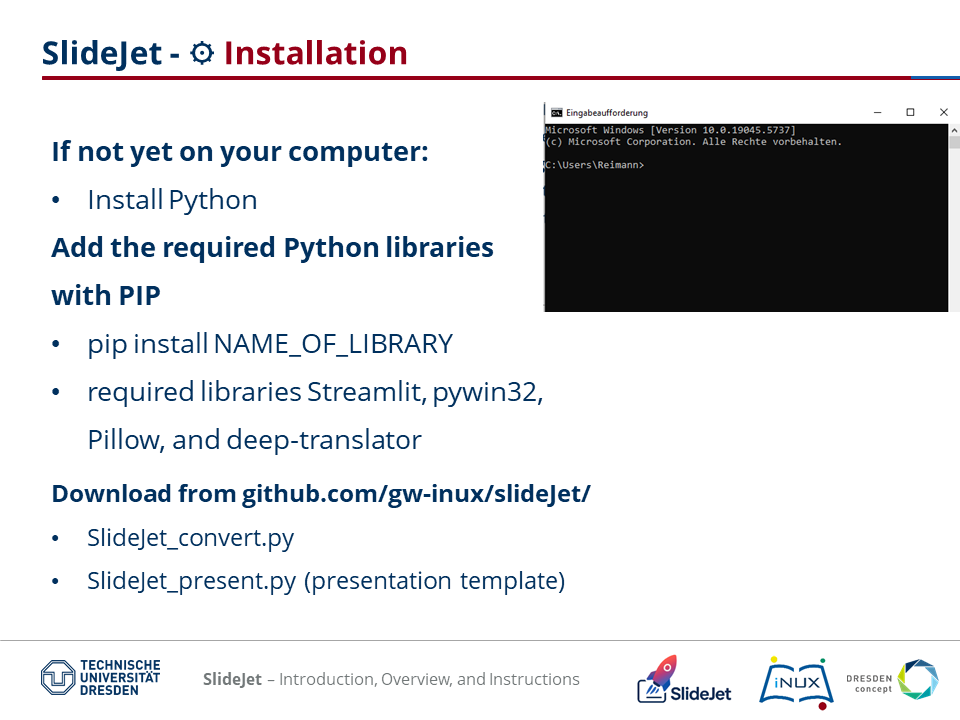 SlideJet - ⚙ Installation
If not yet on your computer:
• Install Python
Add the required Python libraries
with PIP
• pip install NAME_OF_LIBRARY
• required libraries Streamlit, pywin32,
Pillow, and deep-translator
Download from github.com/gw-inux/slideJet/
• SlideJet_convert.py
• SlideJet_present.py (presentation template)
Eingabeaufforderung
Microsoft Windows [Version 10.0.19045.5737]
(c) Microsoft Corporation. Alle Rechte vorbehalten.
C:\Users\Reimann>
TECHNISCHE
UNIVERSITÄT
DRESDEN
SlideJet – Introduction, Overview, and Instructions
SlideJet
iNUX
DRESDEN
concept